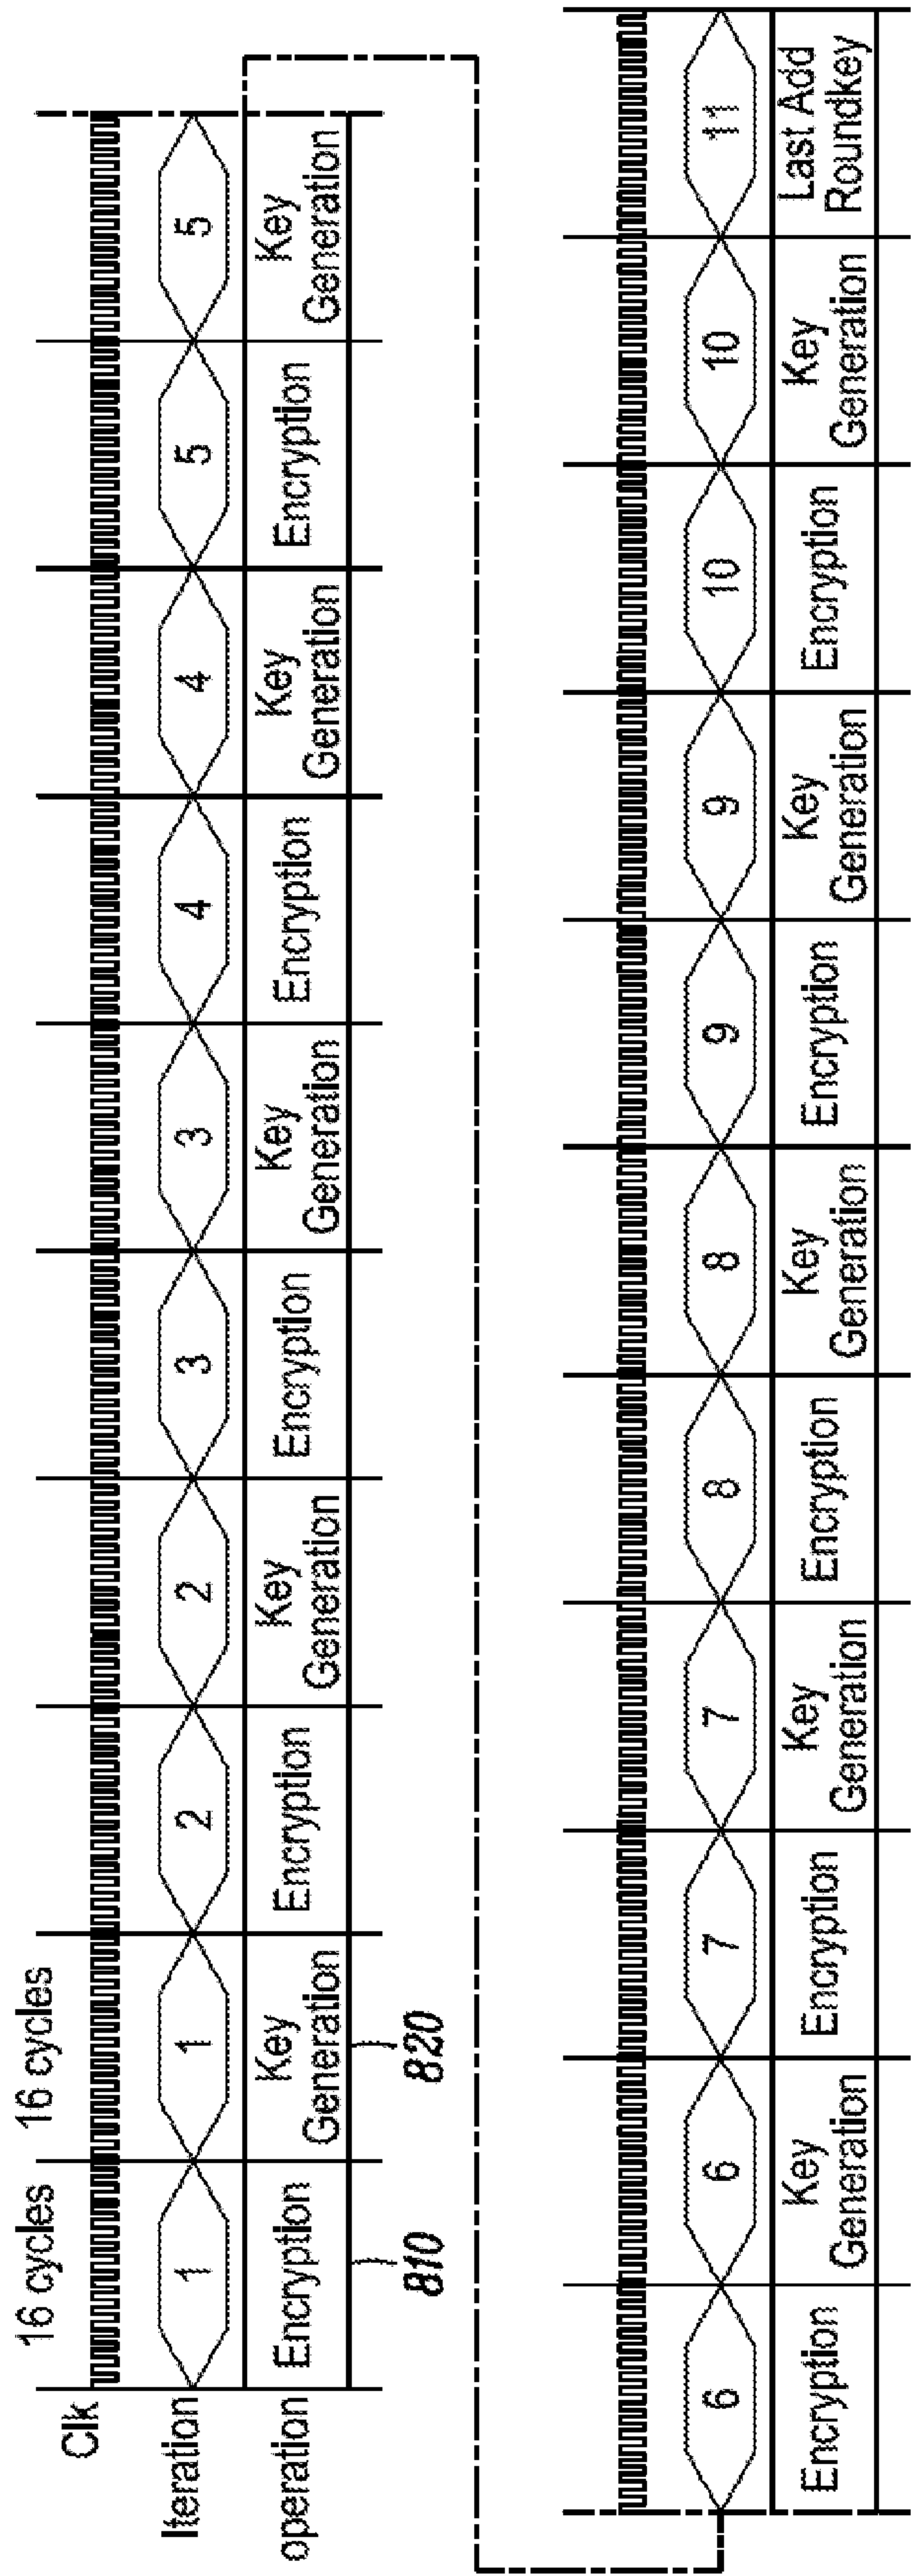 16 cycles 16 cycles
Clk
Iteration 1 1 2 2 3 3 4 4 5 5
operation Encryption Key Generation Encryption Key Generation Encryption Key Generation Encryption Key Generation Encryption Key Generation
810 820
6 6 7 7 8 8 9 9 10 10 11
Encryption Key Generation Encryption Key Generation Encryption Key Generation Encryption Key Generation Encryption Key Generation Last Add Roundkey